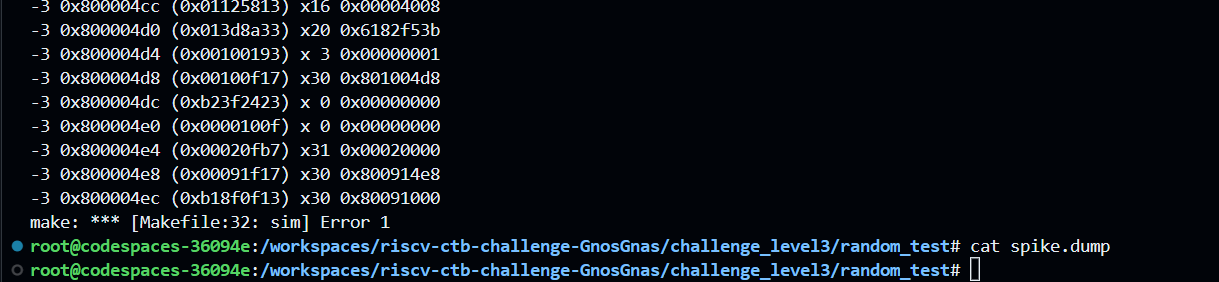 -3 0x800004cc (0x01125813) x16 0x00004008
-3 0x800004d0 (0x013d8a33) x20 0x6182f53b
-3 0x800004d4 (0x00100193) x 3 0x00000001
-3 0x800004d8 (0x00100f17) x30 0x801004d8
-3 0x800004dc (0xb23f2423) x 0 0x00000000
-3 0x800004e0 (0x0000100f) x 0 0x00000000
-3 0x800004e4 (0x00020fb7) x31 0x00020000
-3 0x800004e8 (0x00091f17) x30 0x800914e8
-3 0x800004ec (0xb18f0f13) x30 0x80091000
make: *** [Makefile:32: sim] Error 1
root@codespaces-36094e:/workspaces/riscv-ctb-challenge-GnosGnas/challenge_level3/random_test# cat spike.dump
root@codespaces-36094e:/workspaces/riscv-ctb-challenge-GnosGnas/challenge_level3/random_test#